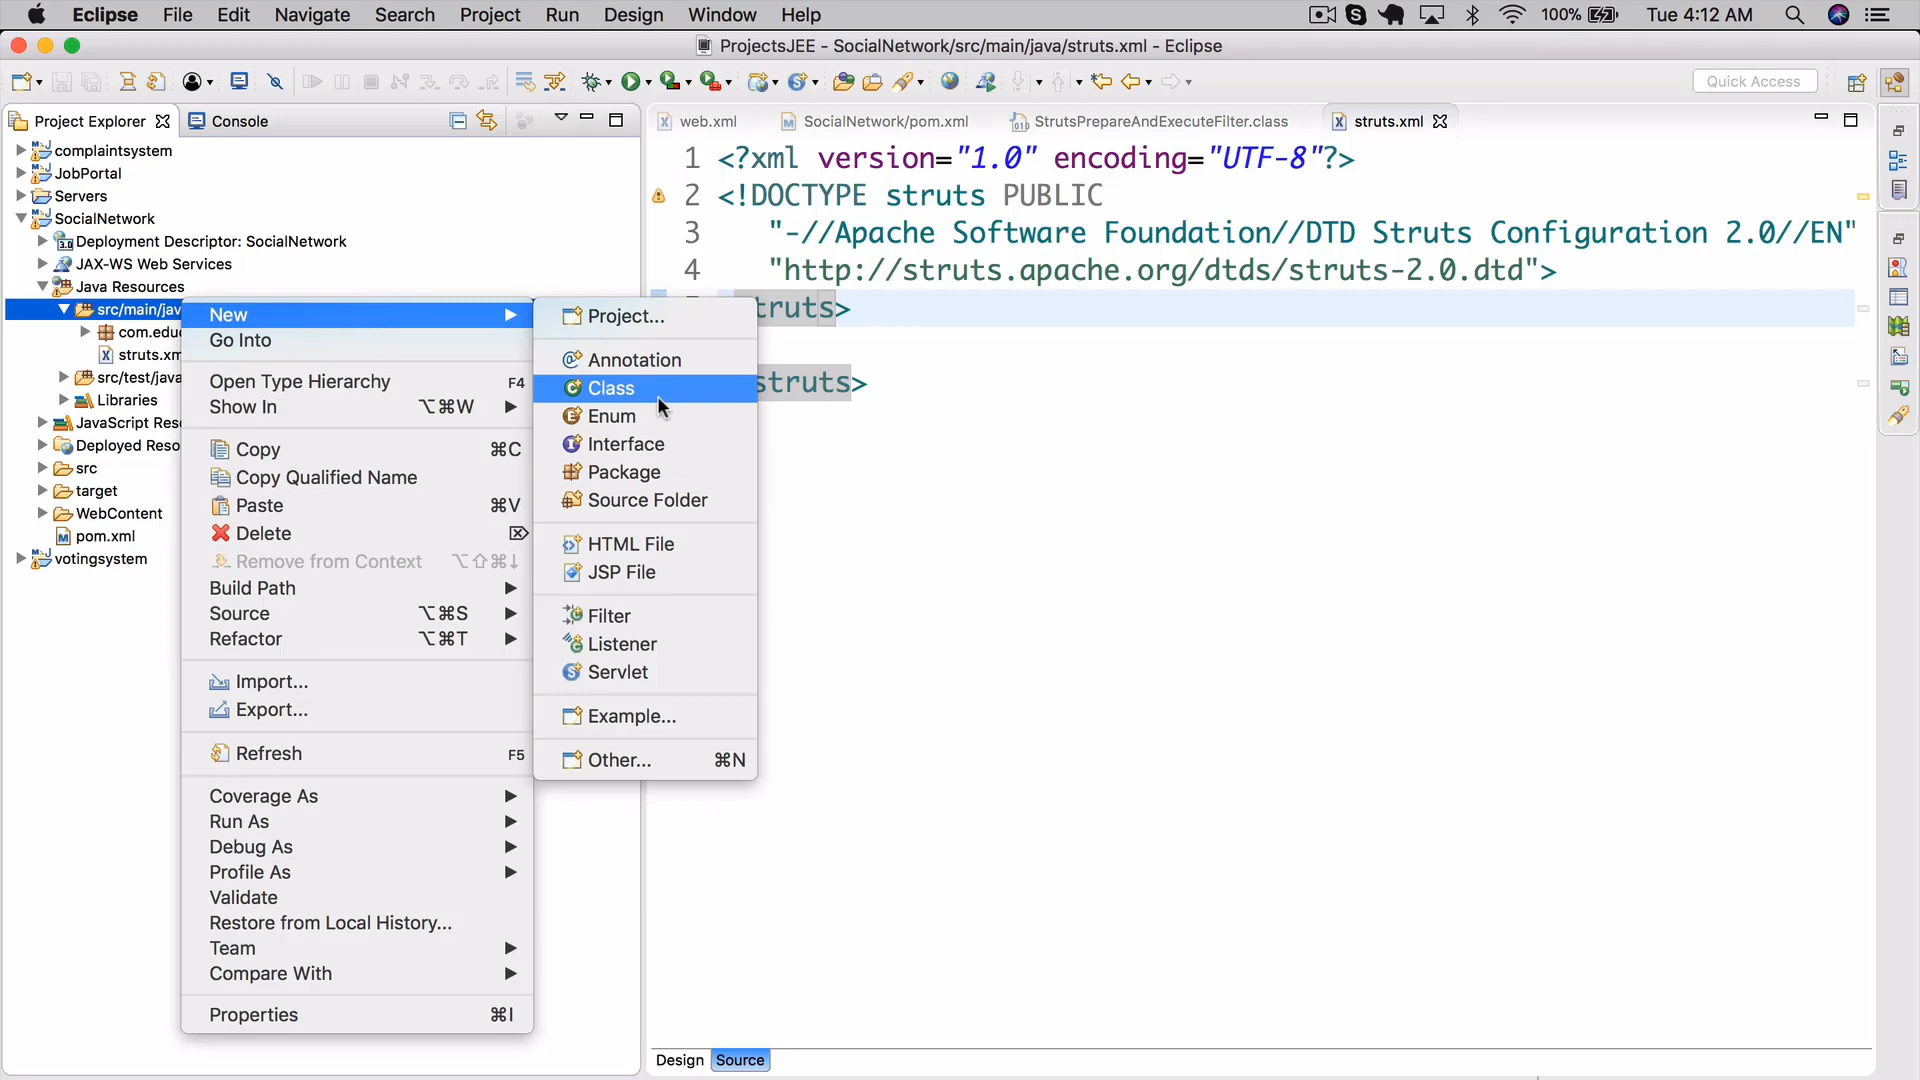 Eclipse File Edit Navigate Search Project Run Design Window Help 100% Tue 4:12 AM
ProjectsJEE - SocialNetwork/src/main/java/struts.xml - Eclipse
Quick Access
Project Explorer Console
complaintsystem
JobPortal
Servers
SocialNetwork
Deployment Descriptor: SocialNetwork
JAX-WS Web Services
Java Resources
src/main/jav
com.edu
struts.xm
src/test/java
Libraries
JavaScript Reso
Deployed Reso
src
target
WebContent
pom.xml
votingsystem
New
Go Into
Open Type Hierarchy F4
Show In ⌥⌘W
Copy ⌘C
Copy Qualified Name
Paste ⌘V
Delete ⌦
Remove from Context ⌥⇧⌘↓
Build Path
Source ⌥⌘S
Refactor ⌥⌘T
Import...
Export...
Refresh F5
Coverage As
Run As
Debug As
Profile As
Validate
Restore from Local History...
Team
Compare With
Properties ⌘I
Project...
Annotation
Class
Enum
Interface
Package
Source Folder
HTML File
JSP File
Filter
Listener
Servlet
Example...
Other... ⌘N
web.xml SocialNetwork/pom.xml StrutsPrepareAndExecuteFilter.class struts.xml
1 <?xml version="1.0" encoding="UTF-8"?>
2 <!DOCTYPE struts PUBLIC
3 "-//Apache Software Foundation//DTD Struts Configuration 2.0//EN"
4 "http://struts.apache.org/dtds/struts-2.0.dtd">
truts>
struts>
Design Source